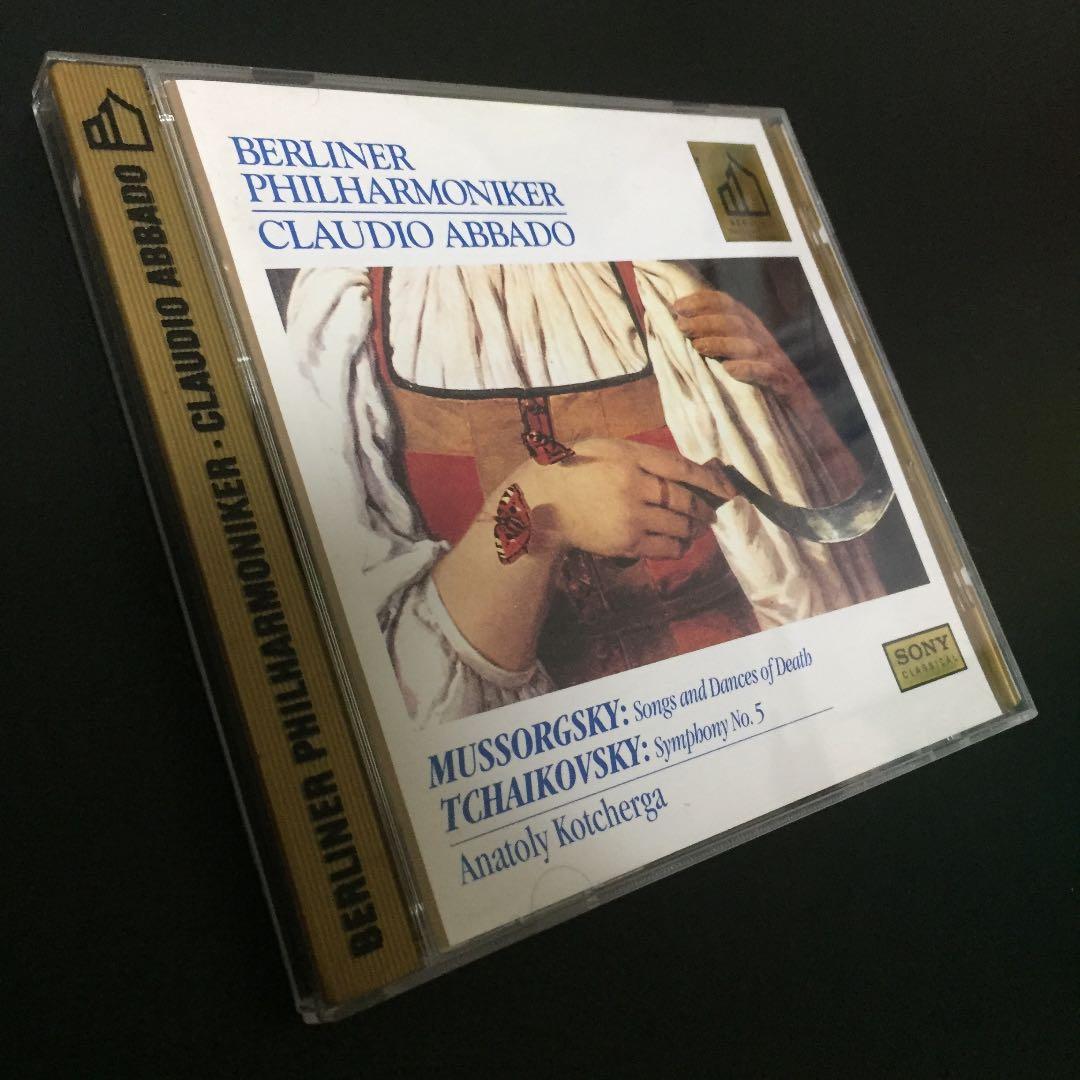 BERLINER PHILHARMONIKER · CLAUDIO ABBADO
BERLINER
PHILHARMONIKER
CLAUDIO ABBADO
BERLIN
SONY
CLASSICAL
MUSSORGSKY: Songs and Dances of Death
TCHAIKOVSKY: Symphony No. 5
Anatoly Kotcherga